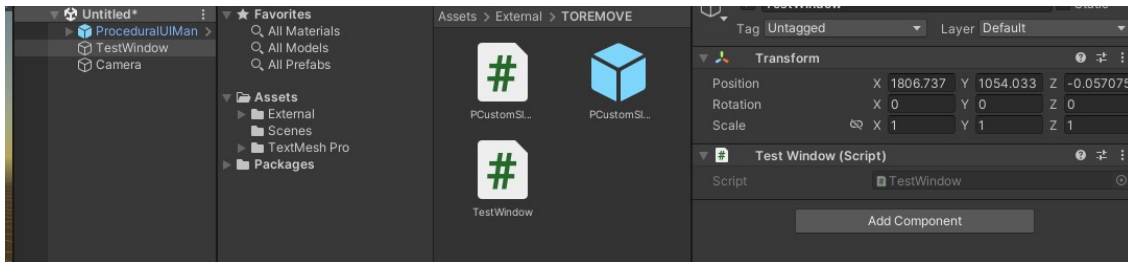 Untitled*
ProceduralUIMan
TestWindow
Camera
Favorites
All Materials
All Models
All Prefabs
Assets
External
Scenes
TextMesh Pro
Packages
Assets > External > TOREMOVE
PCustomSl...
PCustomSl...
TestWindow
Tag Untagged Layer Default
Transform
Position X 1806.737 Y 1054.033 Z -0.057075
Rotation X 0 Y 0 Z 0
Scale X 1 Y 1 Z 1
# Test Window (Script)
Script TestWindow
Add Component